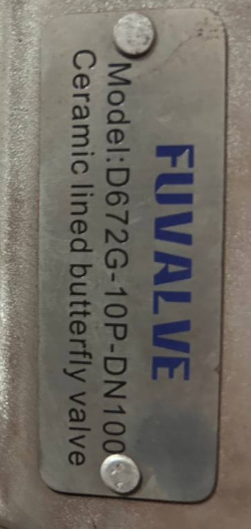 FUVALVE
Model:D672G-10P-DN100
Ceramic lined butterfly valve